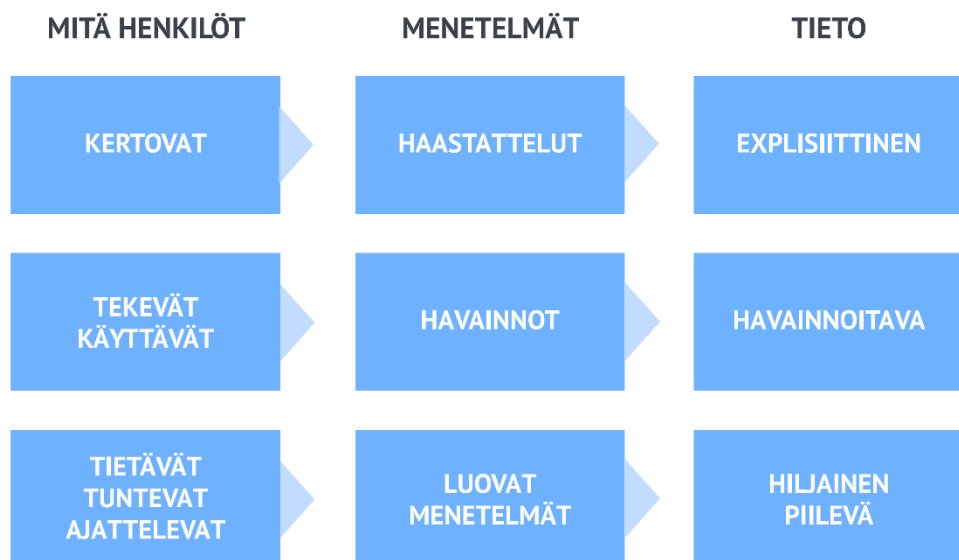 MITÄ HENKILÖT
MENETELMÄT
TIETO
KERTOVAT
HAASTATTELUT
EXPLISIITTINEN
TEKEVÄT
KÄYTTÄVÄT
HAVAINNOT
HAVAINNOITAVA
TIETÄVÄT
TUNTEVAT
AJATTELEVAT
LUOVAT
MENETELMÄT
HILJAINEN
PIILEVÄ